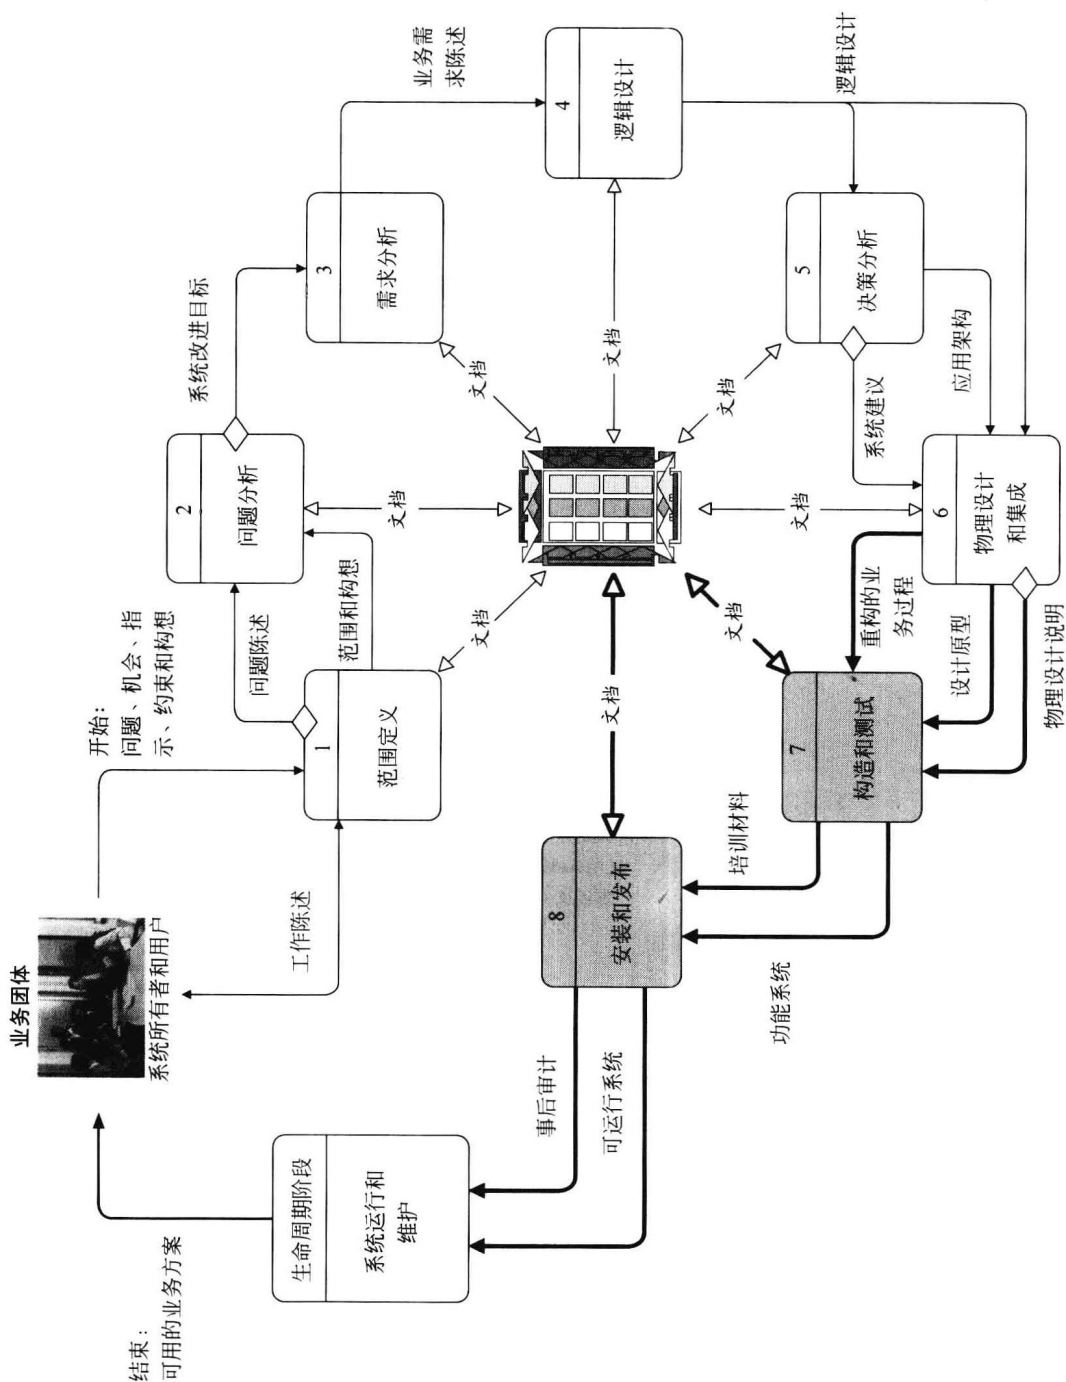 业务团体
系统所有者和用户
开始：
问题、机会、指
示、约束和构想
结束：
可用的业务方案
工作陈述
1
范围定义
问题陈述
范围和构想
2
问题分析
系统改进目标
3
需求分析
业务需
求陈述
4
逻辑设计
逻辑设计
5
决策分析
系统建议
应用架构
6
物理设计
和集成
重构的业
务过程
设计原型
物理设计说明
7
构造和测试
培训材料
功能系统
8
安装和发布
事后审计
可运行系统
生命周期阶段
系统运行和
维护
文档
文档
文档
文档
文档
文档
文档
文档